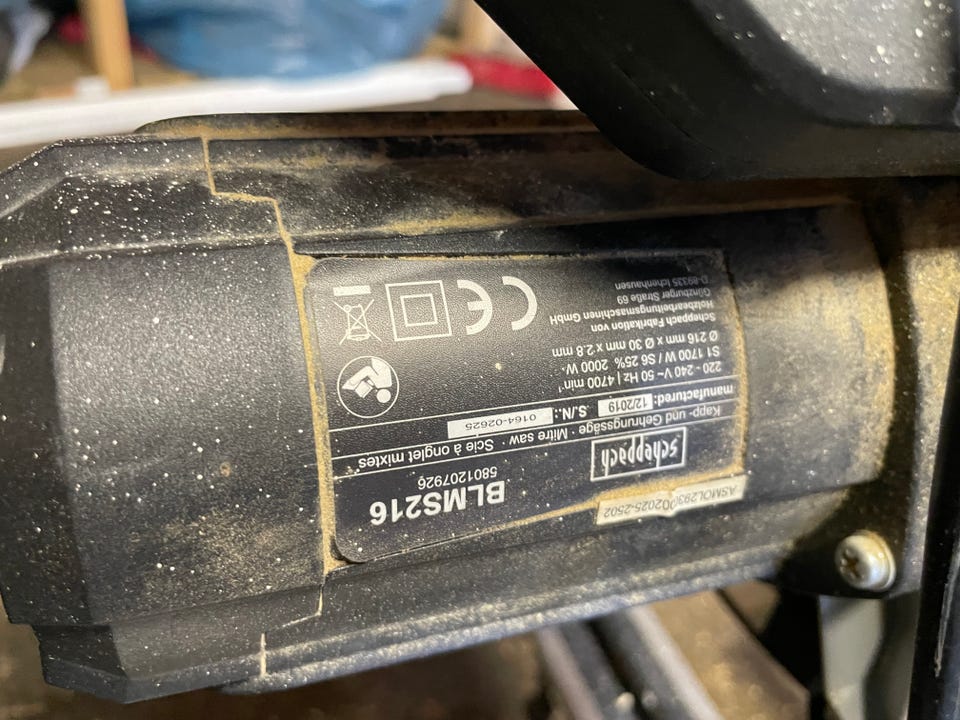 ASMOL2930002025-2502
scheppach
BLMS216
5801207926
Kapp- und Gehrungssäge · Mitre saw · Scie à onglet mixtes
manufactured: 12/2019 S./N.: 0164-02625
220 - 240 V~ 50 Hz | 4700 min-1
S1 1700 W / S6 25% 2000 W*
Ø 216 mm x Ø 30 mm x 2.8 mm
Scheppach Fabrikation von
Holzbearbeitungsmaschinen GmbH
Günzburger Straße 69
D-89335 Ichenhausen
CE